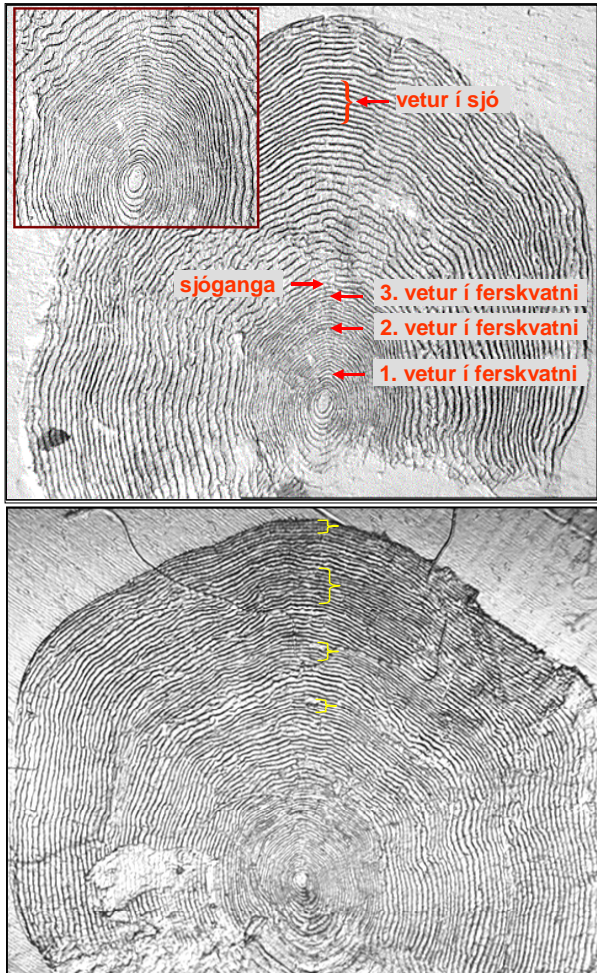 vetur í sjó
sjóganga
3. vetur í ferskvatni
2. vetur í ferskvatni
1. vetur í ferskvatni